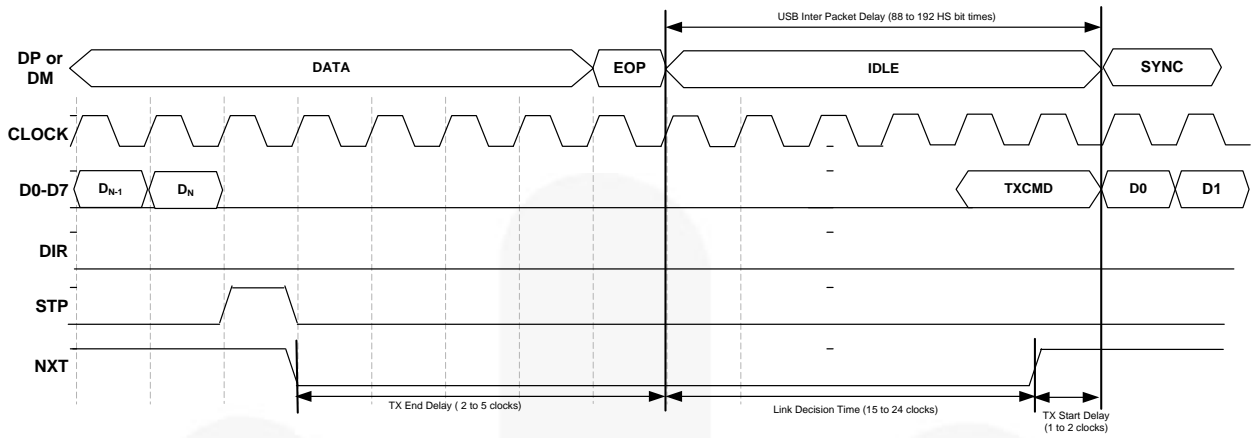 USB Inter Packet Delay (88 to 192 HS bit times)
DP or
DM
DATA
EOP
IDLE
SYNC
CLOCK
D0-D7
DN-1
DN
TXCMD
D0
D1
DIR
STP
NXT
TX End Delay ( 2 to 5 clocks)
Link Decision Time (15 to 24 clocks)
TX Start Delay
(1 to 2 clocks)